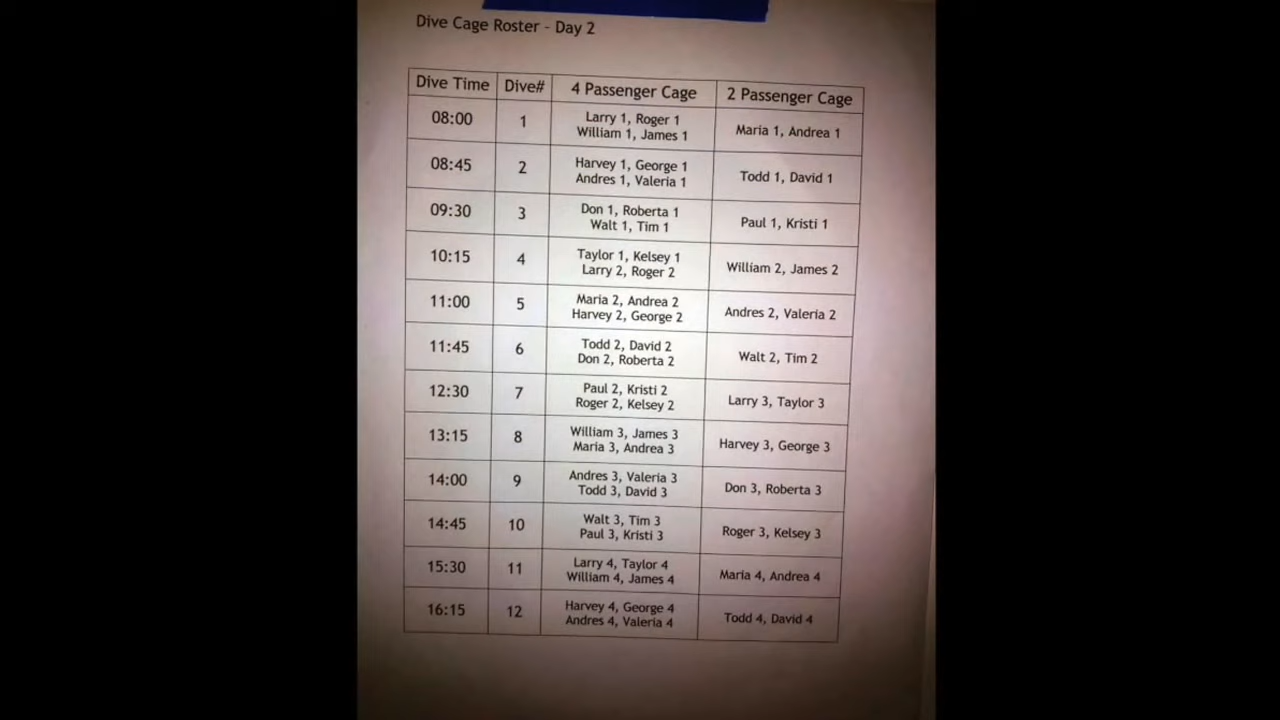 Dive Cage Roster - Day 2
Dive Time Dive# 4 Passenger Cage 2 Passenger Cage
08:00 1 Larry 1, Roger 1 Maria 1, Andrea 1
William 1, James 1
08:45 2 Harvey 1, George 1 Todd 1, David 1
Andres 1, Valeria 1
09:30 3 Don 1, Roberta 1 Paul 1, Kristi 1
Walt 1, Tim 1
10:15 4 Taylor 1, Kelsey 1 William 2, James 2
Larry 2, Roger 2
11:00 5 Maria 2, Andrea 2 Andres 2, Valeria 2
Harvey 2, George 2
11:45 6 Todd 2, David 2 Walt 2, Tim 2
Don 2, Roberta 2
12:30 7 Paul 2, Kristi 2 Larry 3, Taylor 3
Roger 2, Kelsey 2
13:15 8 William 3, James 3 Harvey 3, George 3
Maria 3, Andrea 3
14:00 9 Andres 3, Valeria 3 Don 3, Roberta 3
Todd 3, David 3
14:45 10 Walt 3, Tim 3 Roger 3, Kelsey 3
Paul 3, Kristi 3
15:30 11 Larry 4, Taylor 4 Maria 4, Andrea 4
William 4, James 4
16:15 12 Harvey 4, George 4 Todd 4, David 4
Andres 4, Valeria 4